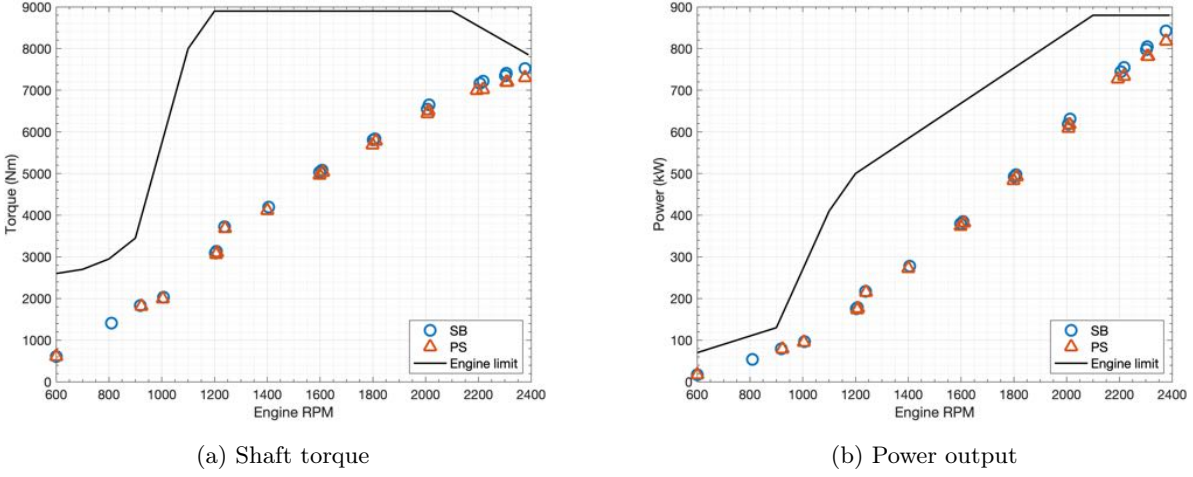 9000
8000
7000
6000
5000
4000
3000
2000
1000
0
Torque (Nm)
600 800 1000 1200 1400 1600 1800 2000 2200 2400
Engine RPM
SB
PS
Engine limit
(a) Shaft torque
900
800
700
600
500
400
300
200
100
0
Power (kW)
600 800 1000 1200 1400 1600 1800 2000 2200 2400
Engine RPM
SB
PS
Engine limit
(b) Power output